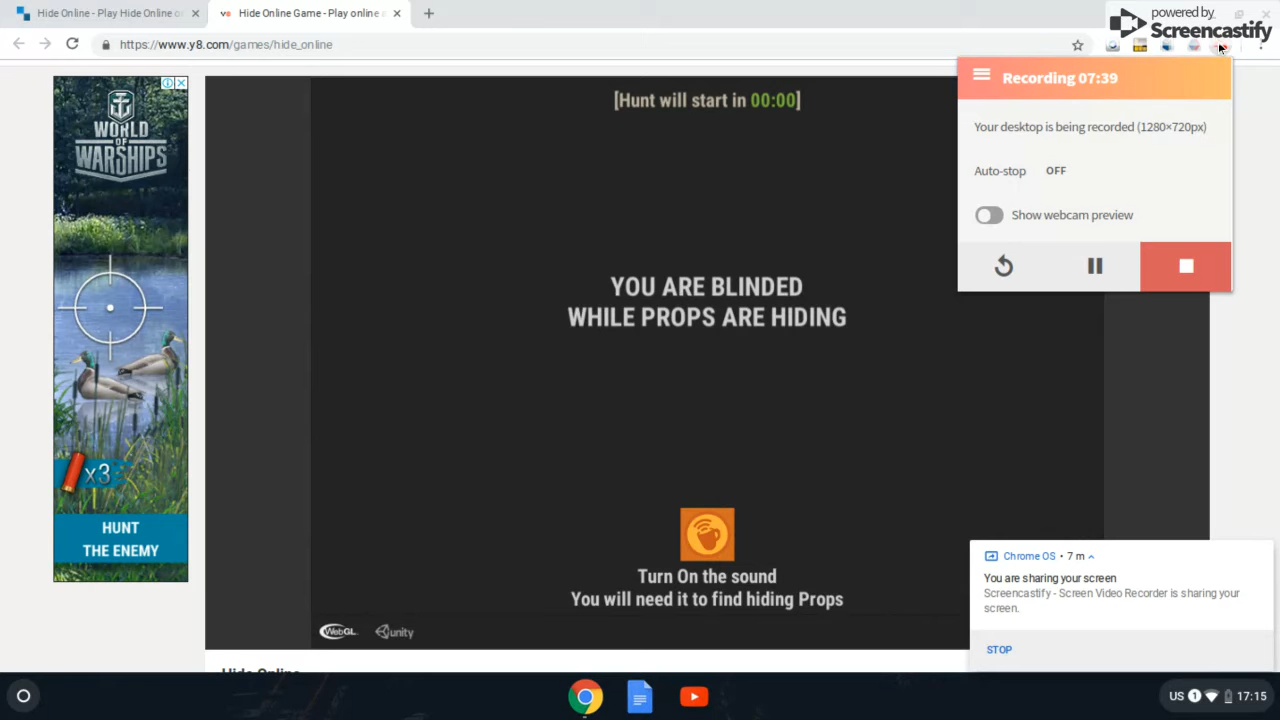 Hide Online - Play Hide Online o
Hide Online Game - Play online a
powered by
Screencastify
https://www.y8.com/games/hide_online
Recording 07:39
Your desktop is being recorded (1280×720px)
Auto-stop OFF
Show webcam preview
WORLD
OF
WARSHIPS
x3
HUNT
THE ENEMY
[Hunt will start in 00:00]
YOU ARE BLINDED
WHILE PROPS ARE HIDING
Turn On the sound
You will need it to find hiding Props
WebGL
unity
Chrome OS • 7 m
You are sharing your screen
Screencastify - Screen Video Recorder is sharing your
screen.
STOP
Hide Online
US 1 17:15